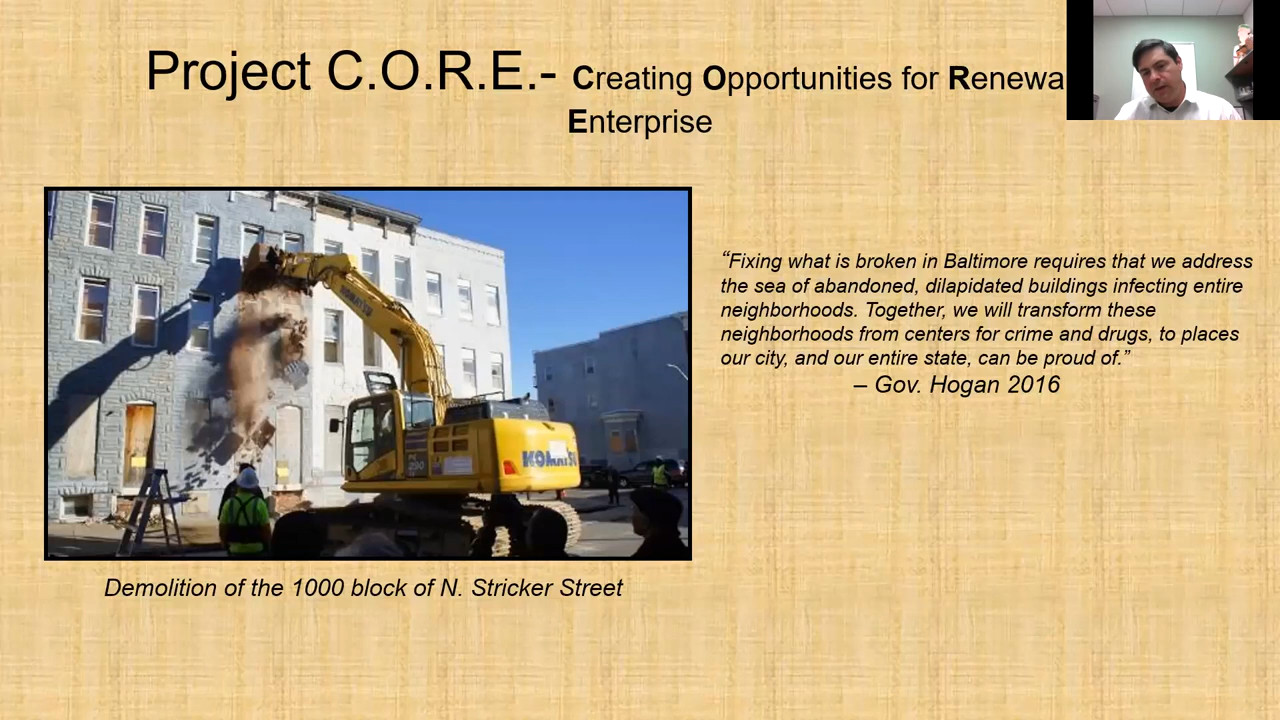 Project C.O.R.E.- Creating Opportunities for Renewa
Enterprise
“Fixing what is broken in Baltimore requires that we address
the sea of abandoned, dilapidated buildings infecting entire
neighborhoods. Together, we will transform these
neighborhoods from centers for crime and drugs, to places
our city, and our entire state, can be proud of.”
– Gov. Hogan 2016
KOMATSU
KOMATSU
Demolition of the 1000 block of N. Stricker Street